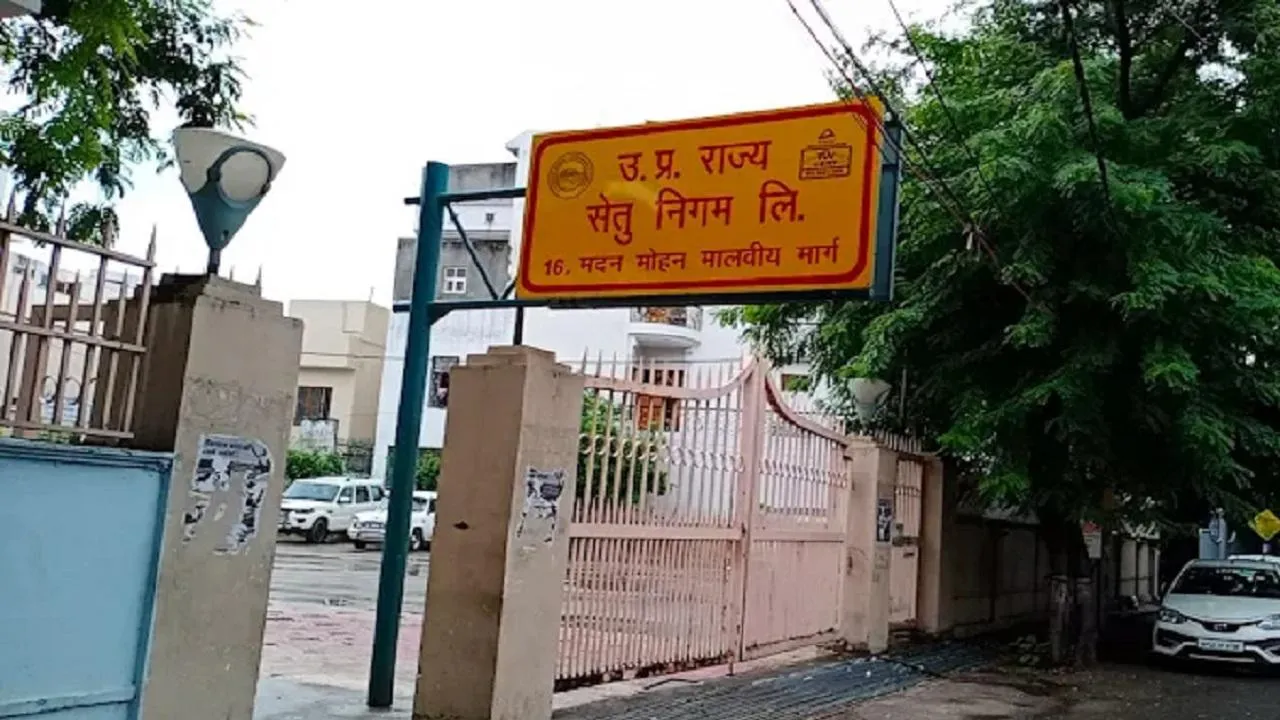 उ. प्र. राज्य
सेतु निगम लि.
16, मदन मोहन मालवीय मार्ग